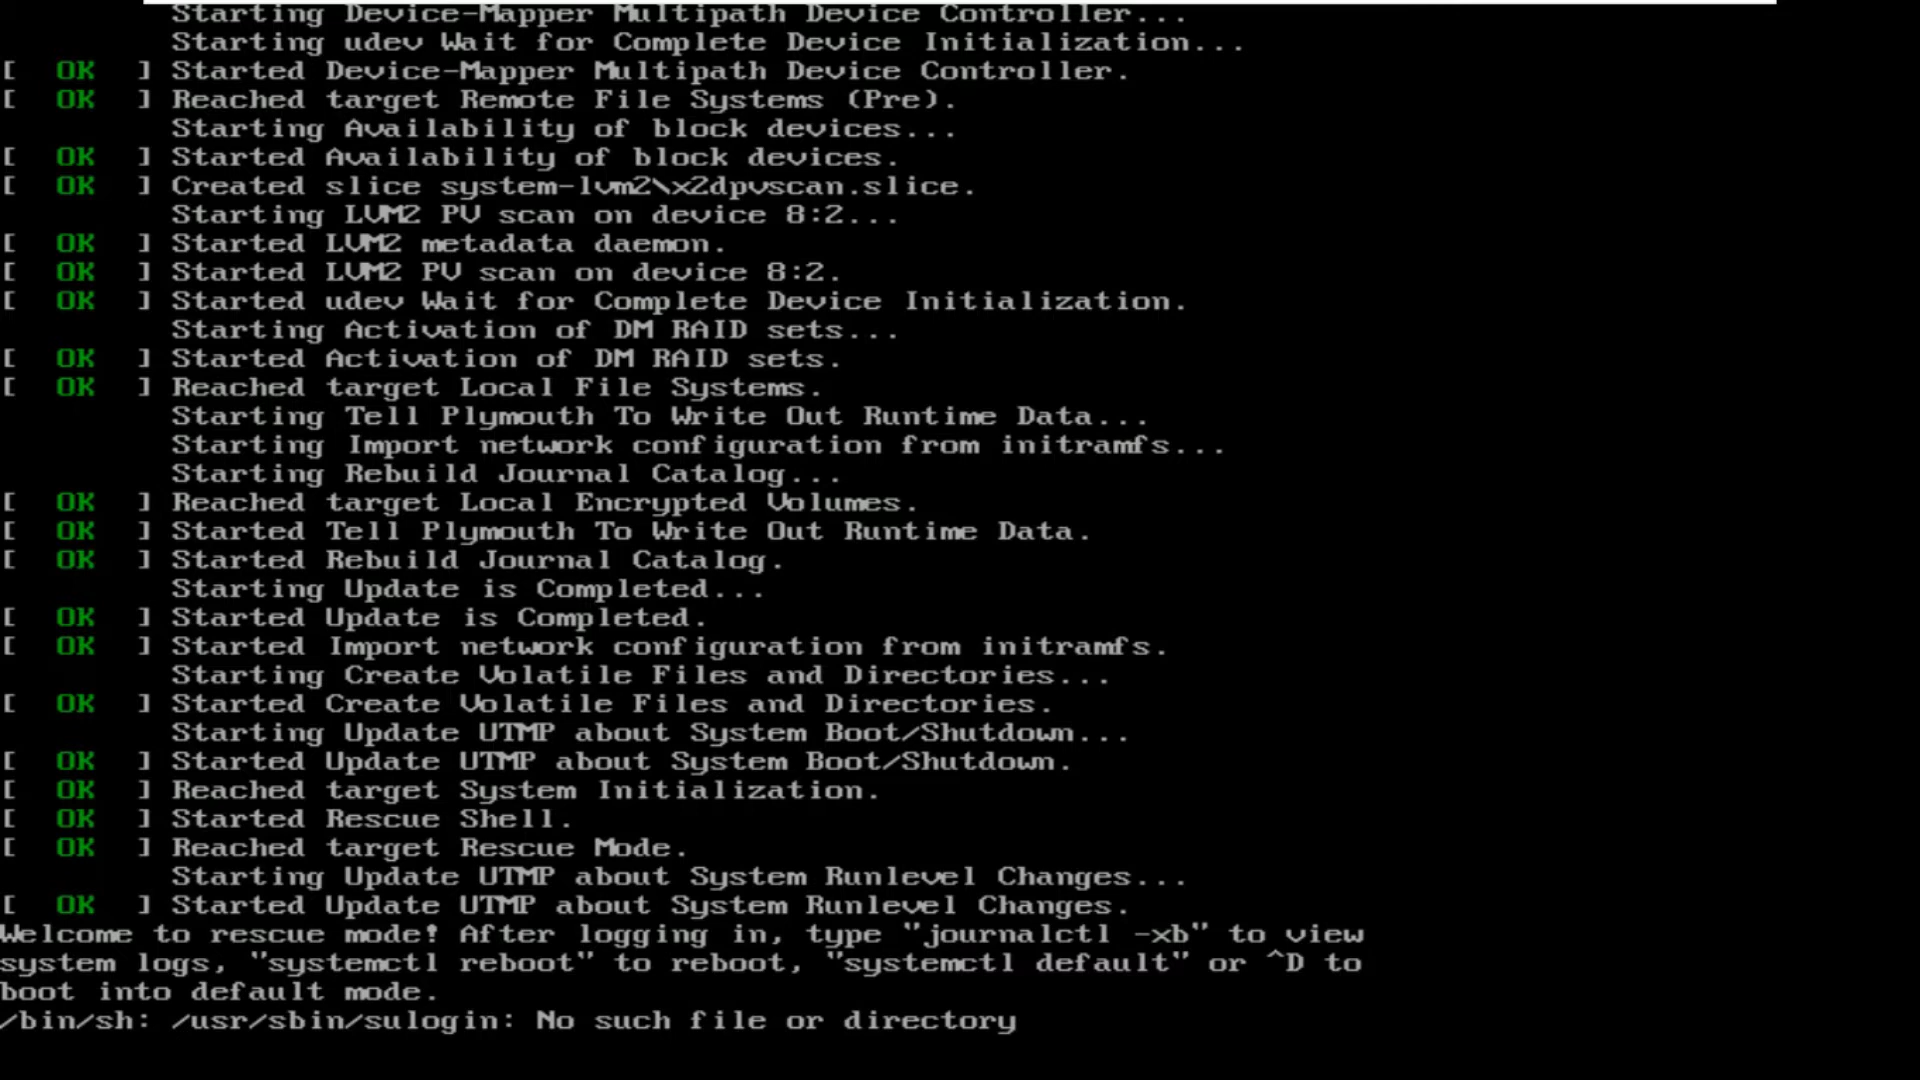 Starting Device-Mapper Multipath Device Controller...
Starting udev Wait for Complete Device Initialization...
[  OK  ] Started Device-Mapper Multipath Device Controller.
[  OK  ] Reached target Remote File Systems (Pre).
Starting Availability of block devices...
[  OK  ] Started Availability of block devices.
[  OK  ] Created slice system-lvm2\x2dpvscan.slice.
Starting LVM2 PV scan on device 8:2...
[  OK  ] Started LVM2 metadata daemon.
[  OK  ] Started LVM2 PV scan on device 8:2.
[  OK  ] Started udev Wait for Complete Device Initialization.
Starting Activation of DM RAID sets...
[  OK  ] Started Activation of DM RAID sets.
[  OK  ] Reached target Local File Systems.
Starting Tell Plymouth To Write Out Runtime Data...
Starting Import network configuration from initramfs...
Starting Rebuild Journal Catalog...
[  OK  ] Reached target Local Encrypted Volumes.
[  OK  ] Started Tell Plymouth To Write Out Runtime Data.
[  OK  ] Started Rebuild Journal Catalog.
Starting Update is Completed...
[  OK  ] Started Update is Completed.
[  OK  ] Started Import network configuration from initramfs.
Starting Create Volatile Files and Directories...
[  OK  ] Started Create Volatile Files and Directories.
Starting Update UTMP about System Boot/Shutdown...
[  OK  ] Started Update UTMP about System Boot/Shutdown.
[  OK  ] Reached target System Initialization.
[  OK  ] Started Rescue Shell.
[  OK  ] Reached target Rescue Mode.
Starting Update UTMP about System Runlevel Changes...
[  OK  ] Started Update UTMP about System Runlevel Changes.
Welcome to rescue mode! After logging in, type "journalctl -xb" to view
system logs, "systemctl reboot" to reboot, "systemctl default" or ^D to
boot into default mode.
/bin/sh: /usr/sbin/sulogin: No such file or directory